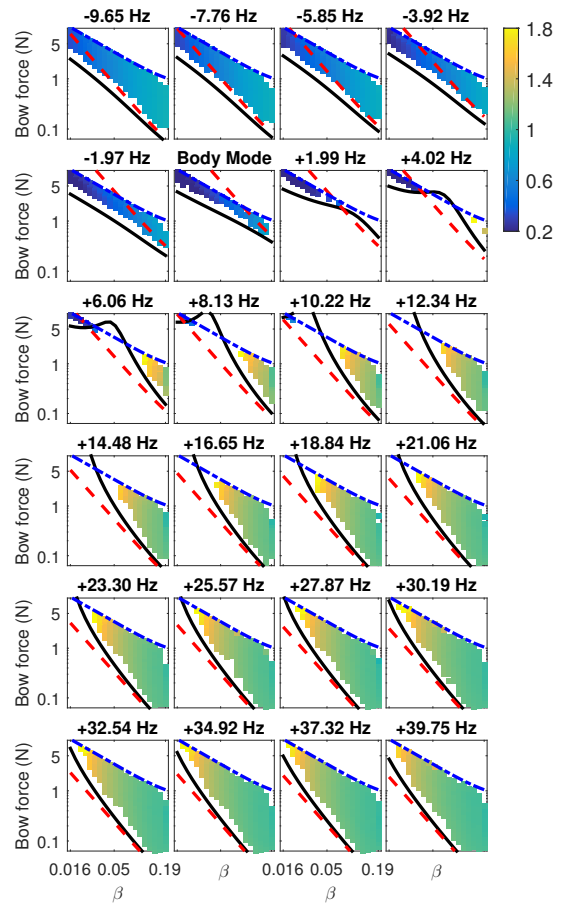 -9.65 Hz -7.76 Hz -5.85 Hz -3.92 Hz
Bow force (N) 5 1 0.1
1.8 1.4 1 0.6 0.2
-1.97 Hz Body Mode +1.99 Hz +4.02 Hz
Bow force (N) 5 1 0.1
+6.06 Hz +8.13 Hz +10.22 Hz +12.34 Hz
Bow force (N) 5 1 0.1
+14.48 Hz +16.65 Hz +18.84 Hz +21.06 Hz
Bow force (N) 5 1 0.1
+23.30 Hz +25.57 Hz +27.87 Hz +30.19 Hz
Bow force (N) 5 1 0.1
+32.54 Hz +34.92 Hz +37.32 Hz +39.75 Hz
Bow force (N) 5 1 0.1
0.016 0.05 0.19 β 0.016 0.05 0.19 β
β β